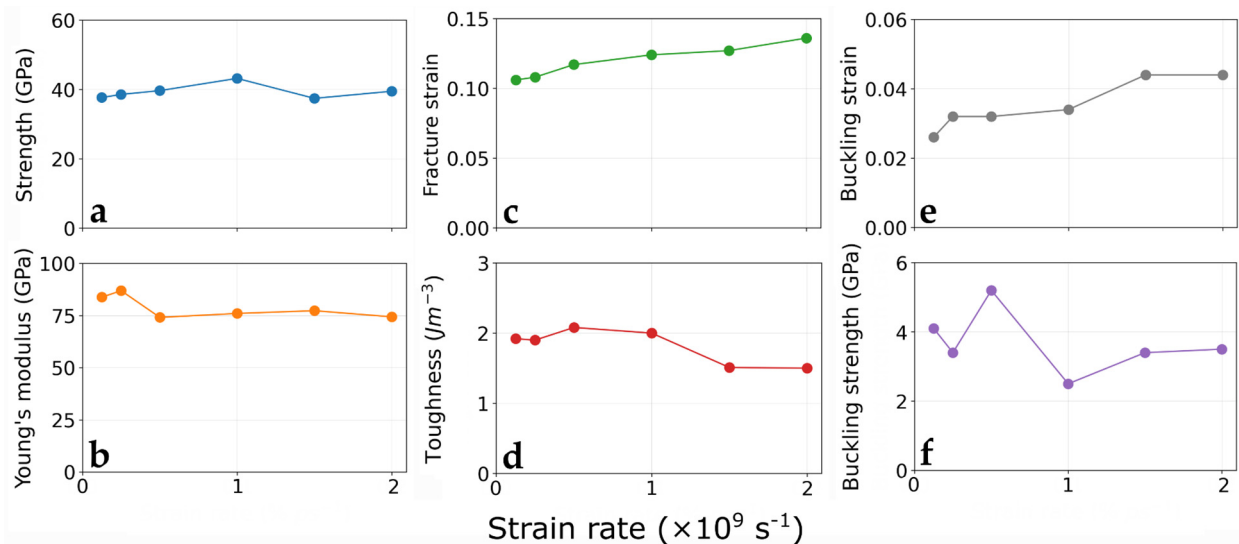 60
40
20
0
Strength (GPa)
a
0.15
0.10
0.05
0.00
Fracture strain
c
0.06
0.04
0.02
0.00
Buckling strain
e
100
75
50
25
0
Young's modulus (GPa)
b
0 1 2
3
2
1
0
Toughness (Jm⁻³)
d
0 1 2
6
4
2
0
Buckling strength (GPa)
f
0 1 2
Strain rate (×10⁹ s⁻¹)